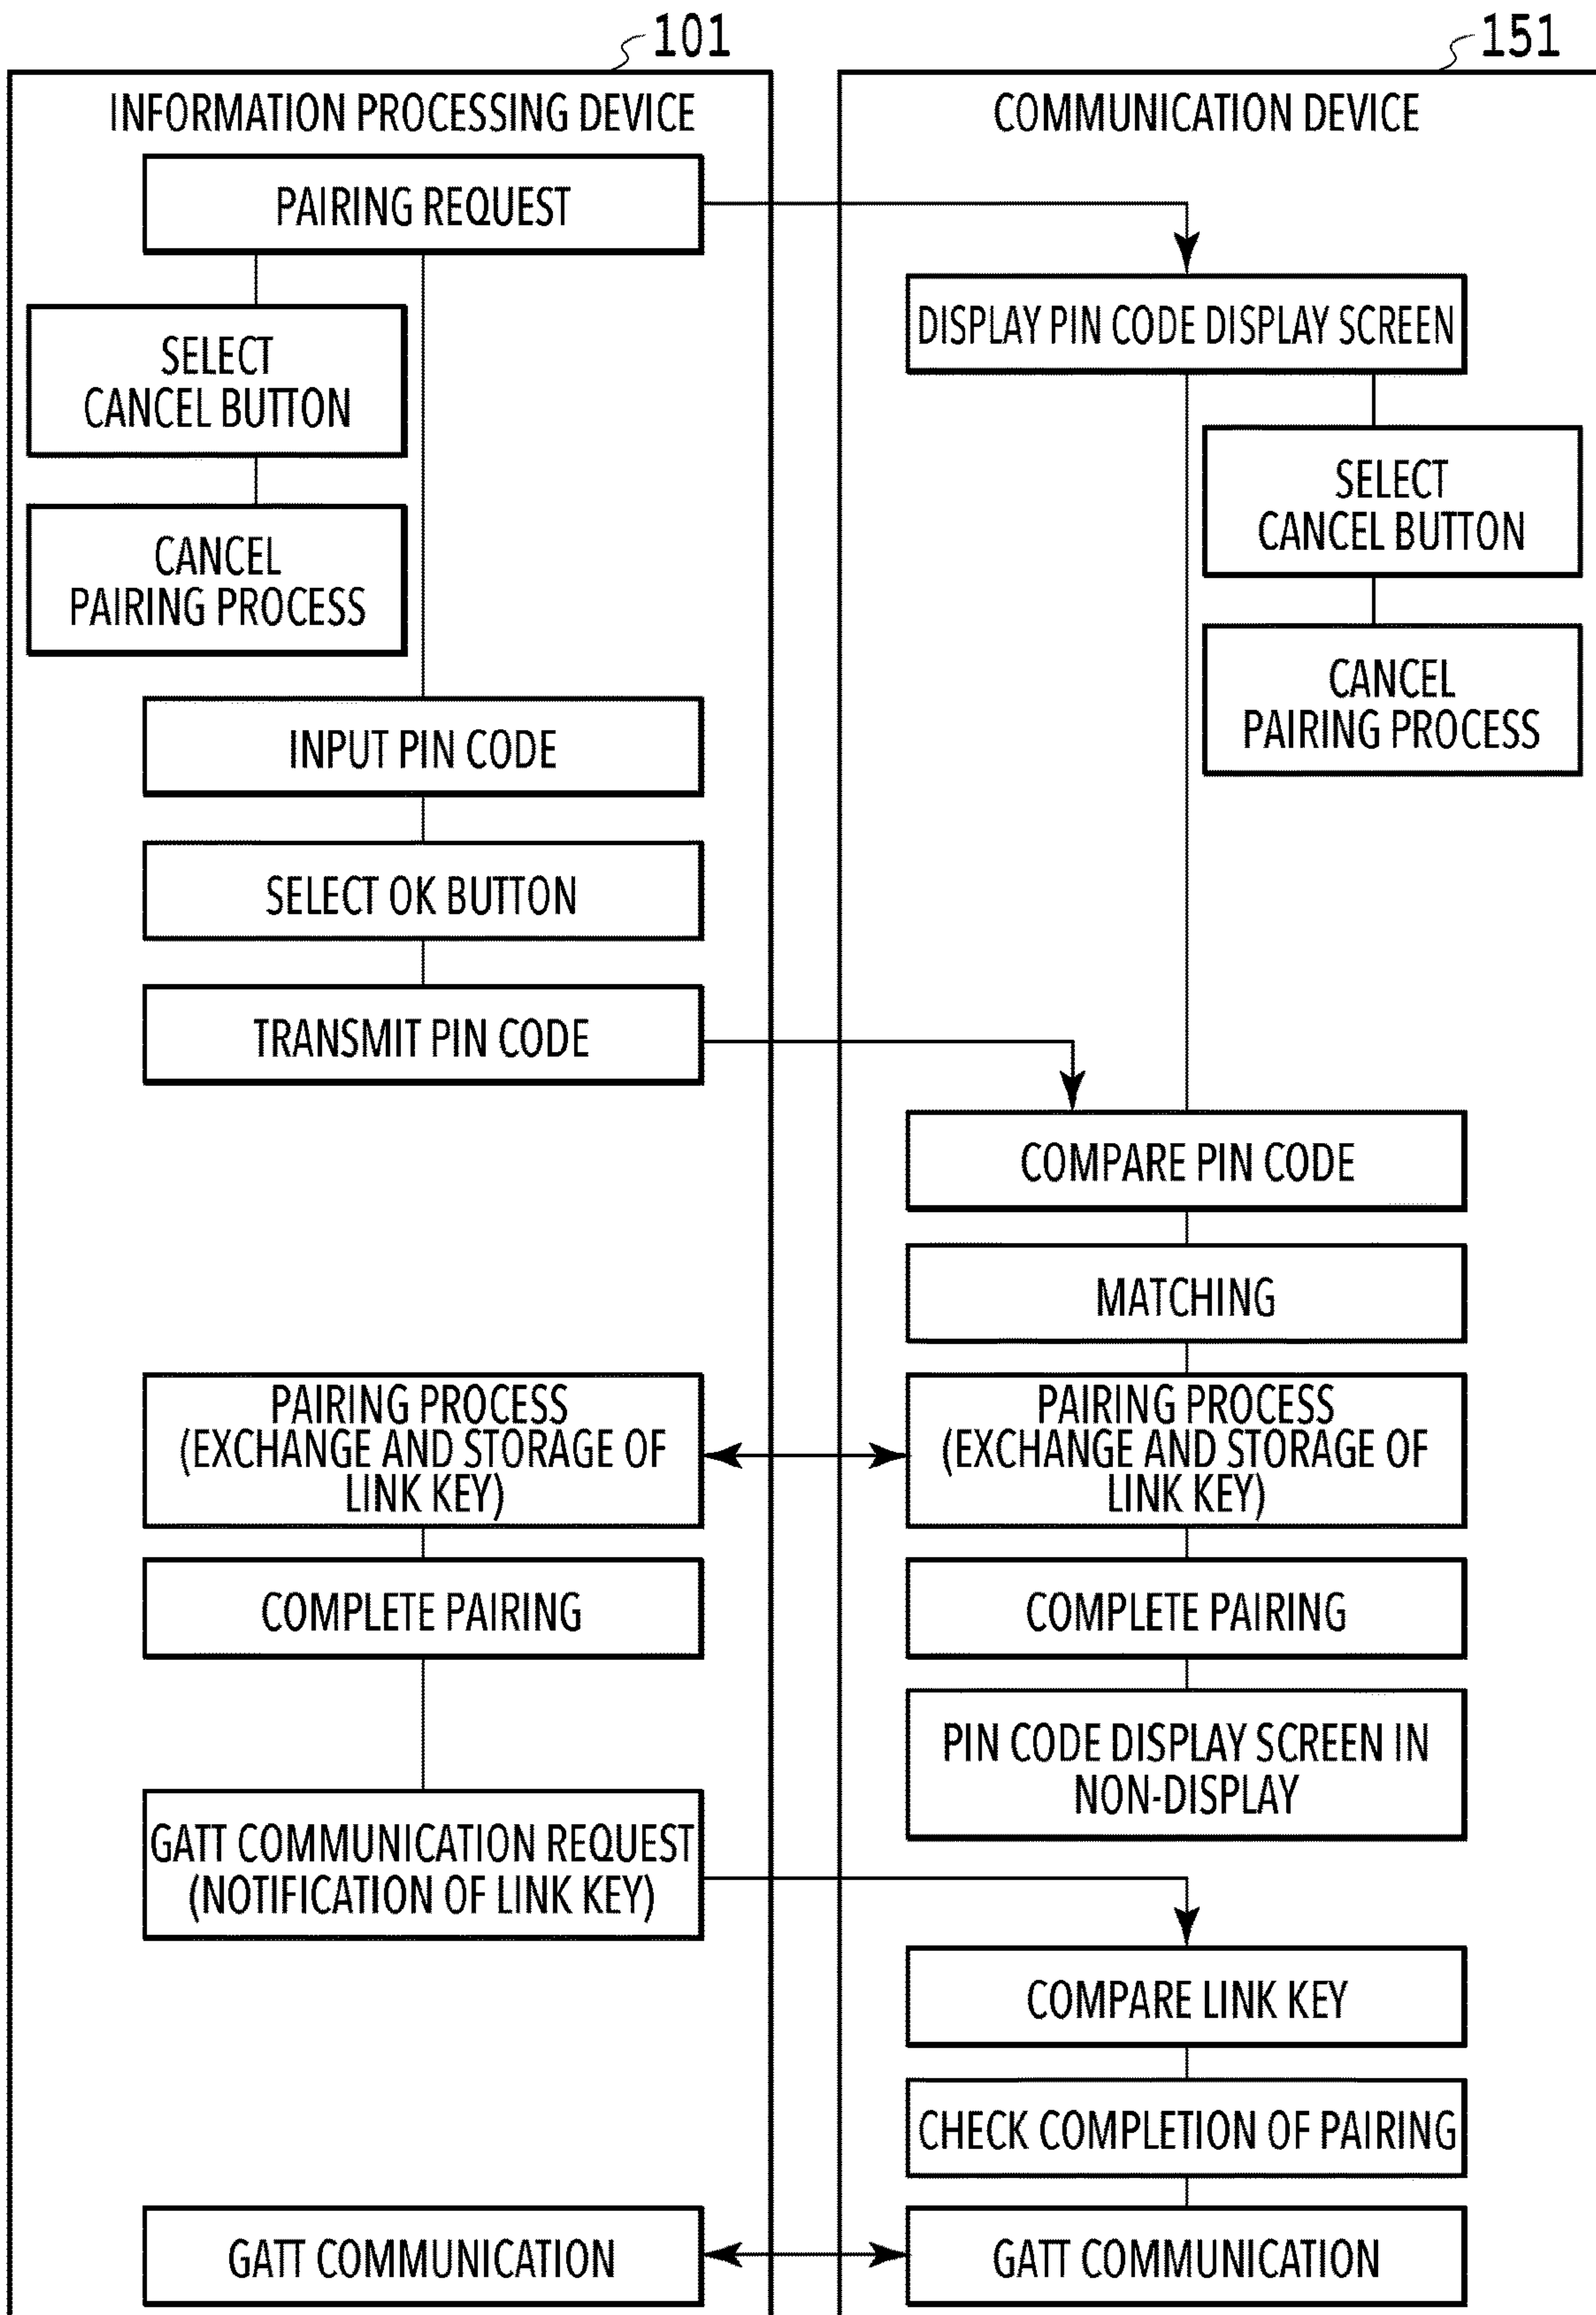 101
151
INFORMATION PROCESSING DEVICE
COMMUNICATION DEVICE
PAIRING REQUEST
DISPLAY PIN CODE DISPLAY SCREEN
SELECT
CANCEL BUTTON
SELECT
CANCEL BUTTON
CANCEL
PAIRING PROCESS
CANCEL
PAIRING PROCESS
INPUT PIN CODE
SELECT OK BUTTON
TRANSMIT PIN CODE
COMPARE PIN CODE
MATCHING
PAIRING PROCESS
(EXCHANGE AND STORAGE OF
LINK KEY)
PAIRING PROCESS
(EXCHANGE AND STORAGE OF
LINK KEY)
COMPLETE PAIRING
COMPLETE PAIRING
PIN CODE DISPLAY SCREEN IN
NON-DISPLAY
GATT COMMUNICATION REQUEST
(NOTIFICATION OF LINK KEY)
COMPARE LINK KEY
CHECK COMPLETION OF PAIRING
GATT COMMUNICATION
GATT COMMUNICATION